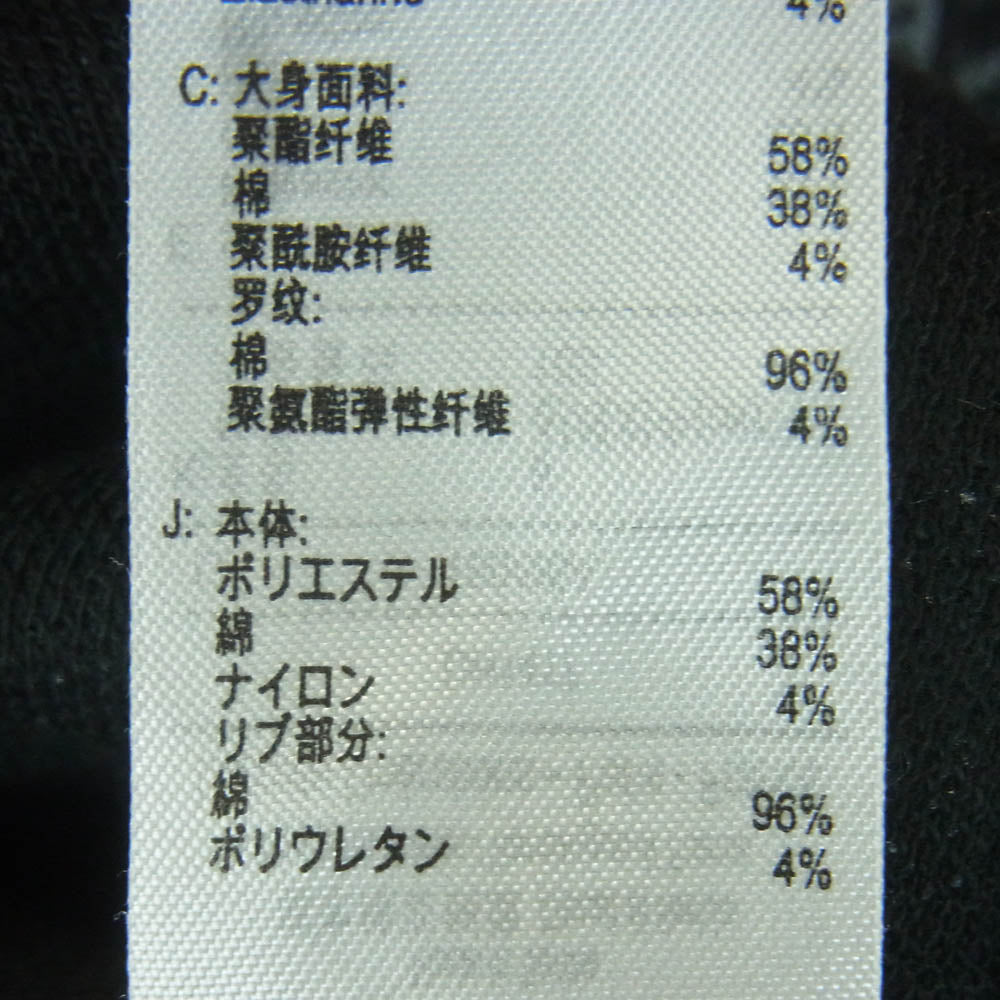 4%
C: 大身面料:
聚酯纤维 58%
棉 38%
聚酰胺纤维 4%
罗纹:
棉 96%
聚氨酯弹性纤维 4%
J: 本体:
ポリエステル 58%
綿 38%
ナイロン 4%
リブ部分:
綿 96%
ポリウレタン 4%